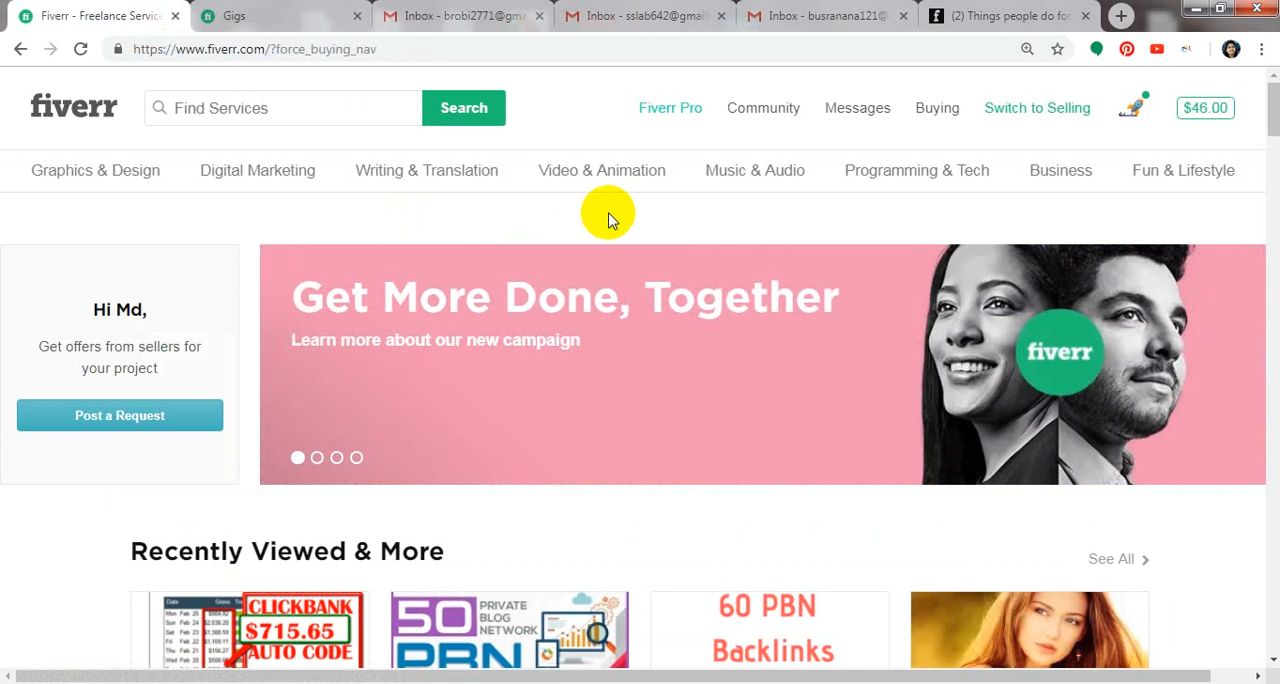 Fiverr - Freelance Service
Gigs
Inbox - brobi2771@gma
Inbox - sslab642@gmail
Inbox - busranana121@
(2) Things people do for
https://www.fiverr.com/?force_buying_nav
fiverr
Find Services
Search
Fiverr Pro
Community
Messages
Buying
Switch to Selling
$46.00
Graphics & Design
Digital Marketing
Writing & Translation
Video & Animation
Music & Audio
Programming & Tech
Business
Fun & Lifestyle
Hi Md,
Get offers from sellers for
your project
Post a Request
Get More Done, Together
Learn more about our new campaign
fiverr
Recently Viewed & More
See All
CLICKBANK
$715.65
AUTO CODE
50
PRIVATE
BLOG
NETWORK
PBN
60 PBN
Backlinks